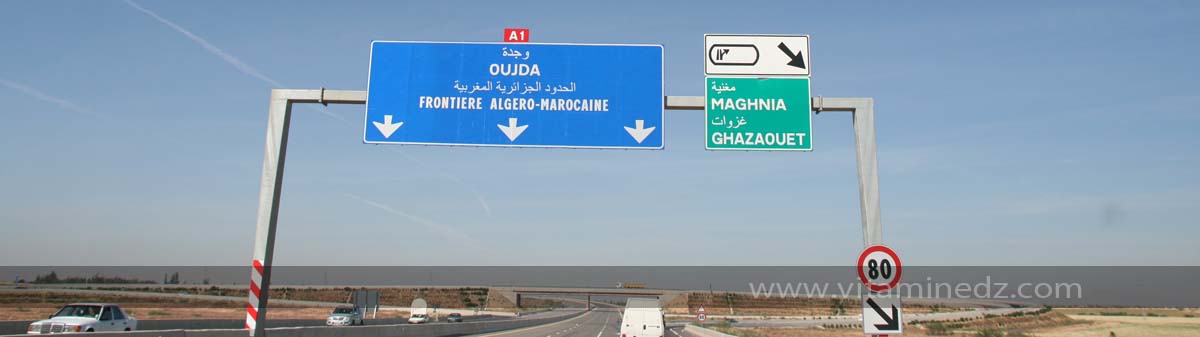 A1
وجدة
OUJDA
الحدود الجزائرية المغربية
FRONTIERE ALGERO-MAROCAINE
مغنية
MAGHNIA
غزوات
GHAZAOUET
80
www.vitaminedz.com